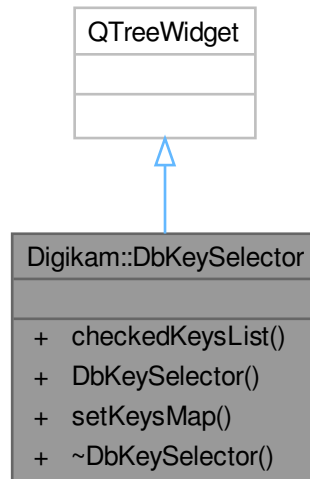 QTreeWidget
Digikam::DbKeySelector
+ checkedKeysList()
+ DbKeySelector()
+ setKeysMap()
+ ~DbKeySelector()